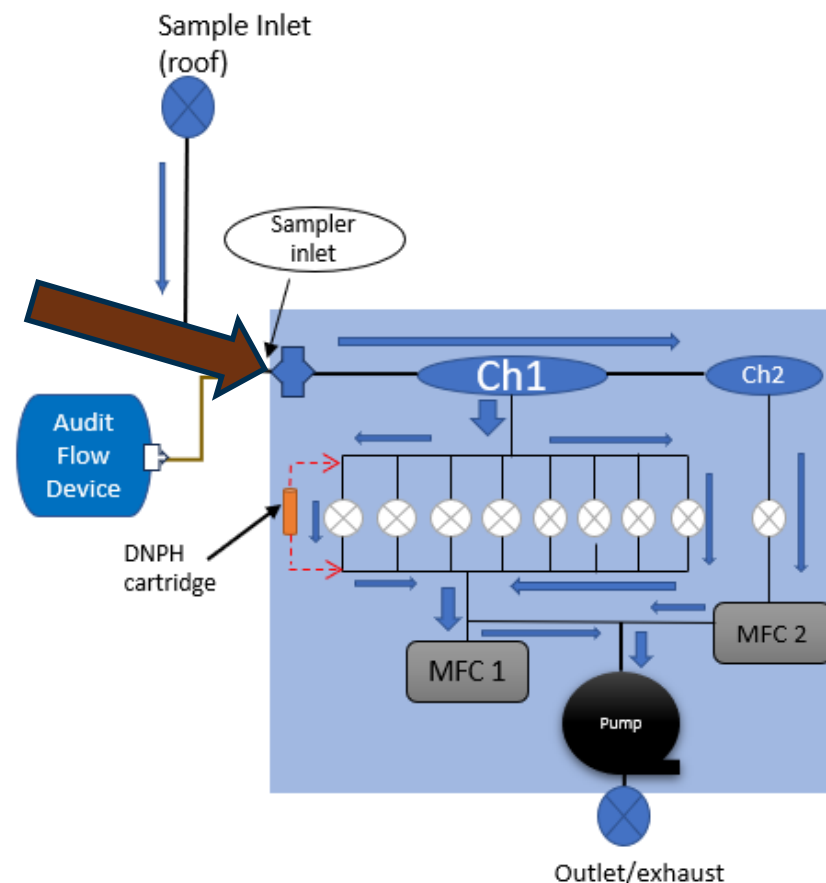 Sample Inlet
(roof)
Sampler
inlet
Ch1
Ch2
Audit
Flow
Device
DNPH
cartridge
MFC 1
MFC 2
Pump
Outlet/exhaust